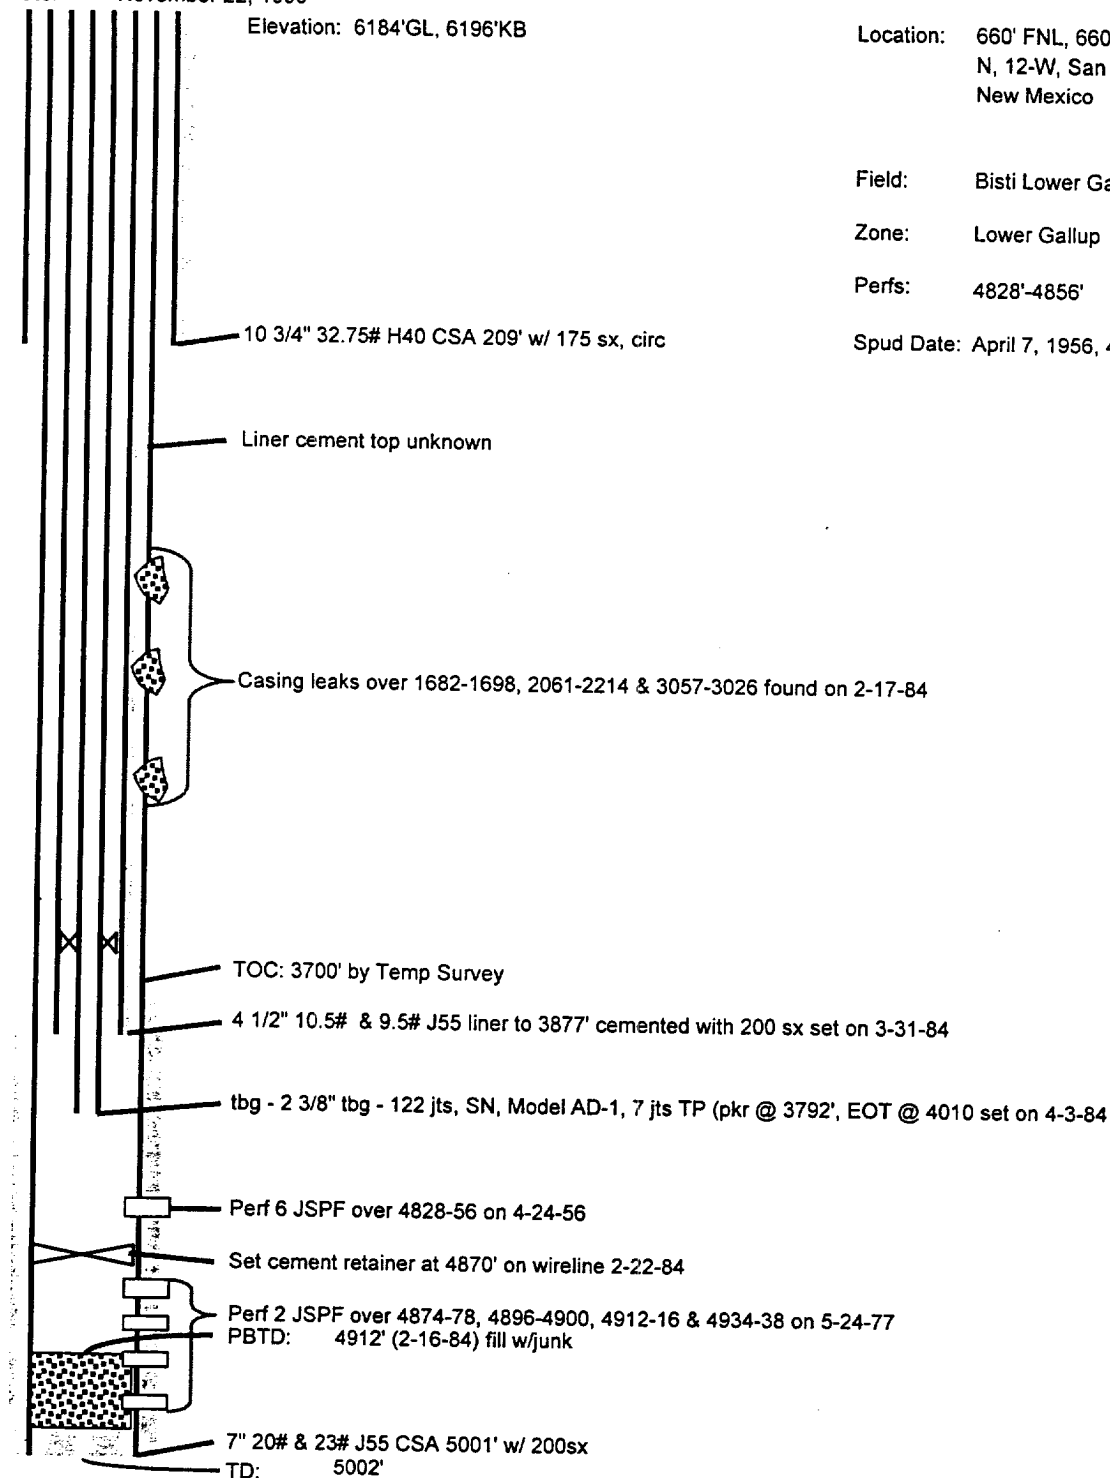 Elevation: 6184'GL, 6196'KB
Location: 660' FNL, 660
N, 12-W, San
New Mexico
Field: Bisti Lower Ga
Zone: Lower Gallup
Perfs: 4828'-4856'
10 3/4" 32.75# H40 CSA 209' w/ 175 sx, circ
Spud Date: April 7, 1956,
Liner cement top unknown
Casing leaks over 1682-1698, 2061-2214 & 3057-3026 found on 2-17-84
TOC: 3700' by Temp Survey
4 1/2" 10.5# & 9.5# J55 liner to 3877' cemented with 200 sx set on 3-31-84
tbg - 2 3/8" tbg - 122 jts, SN, Model AD-1, 7 jts TP (pkr @ 3792', EOT @ 4010 set on 4-3-84
Perf 6 JSPF over 4828-56 on 4-24-56
Set cement retainer at 4870' on wireline 2-22-84
Perf 2 JSPF over 4874-78, 4896-4900, 4912-16 & 4934-38 on 5-24-77
PBTD: 4912' (2-16-84) fill w/junk
7" 20# & 23# J55 CSA 5001' w/ 200sx
TD: 5002'